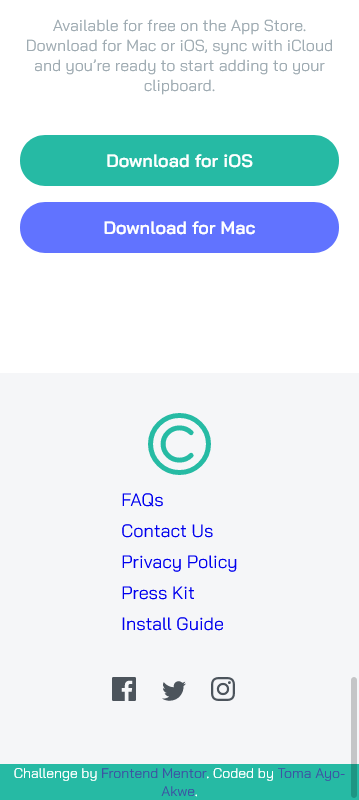 Available for free on the App Store.
Download for Mac or iOS, sync with iCloud
and you’re ready to start adding to your
clipboard.
Download for iOS
Download for Mac
FAQs
Contact Us
Privacy Policy
Press Kit
Install Guide
Challenge by Frontend Mentor. Coded by Toma Ayo-
Akwe.